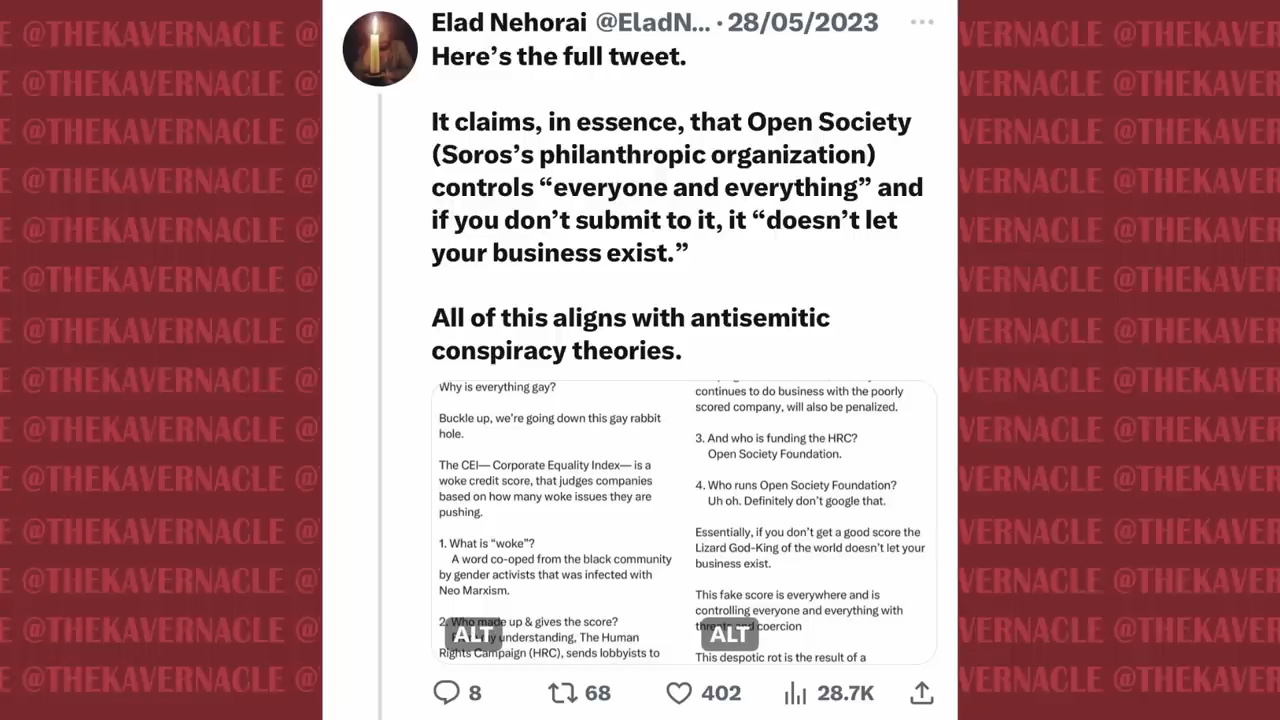 Elad Nehorai @EladN... · 28/05/2023 ...
Here's the full tweet.
It claims, in essence, that Open Society
(Soros's philanthropic organization)
controls “everyone and everything” and
if you don't submit to it, it “doesn't let
your business exist.”
All of this aligns with antisemitic
conspiracy theories.
Why is everything gay?
Buckle up, we're going down this gay rabbit
hole.
The CEI— Corporate Equality Index— is a
woke credit score, that judges companies
based on how many woke issues they are
pushing.
1. What is “woke”?
A word co-oped from the black community
by gender activists that was infected with
Neo Marxism.
2. Who made up & gives the score?
understanding, The Human
Rights Campaign (HRC), sends lobbyists to
ALT
continues to do business with the poorly
scored company, will also be penalized.
3. And who is funding the HRC?
Open Society Foundation.
4. Who runs Open Society Foundation?
Uh oh. Definitely don't google that.
Essentially, if you don't get a good score the
Lizard God-King of the world doesn't let your
business exist.
This fake score is everywhere and is
controlling everyone and everything with
threats and coercion
This despotic rot is the result of a
ALT
8 68 402 28.7K
@THEKAVERNACLE